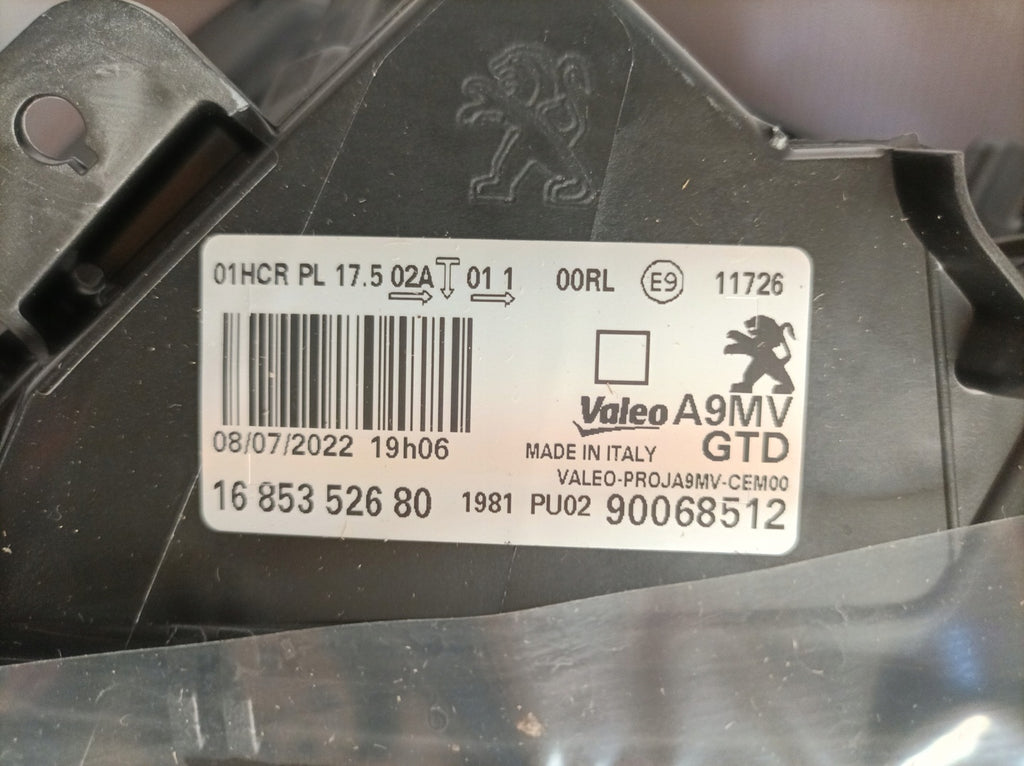 01HCR PL 17.5 02A 01 1 00RL E9 11726
Valeo A9MV
08/07/2022 19h06 MADE IN ITALY GTD
VALEO-PROJA9MV-CEM00
16 853 526 80 1981 PU02 90068512